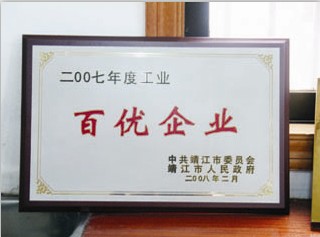 二00七年度工业
百优企业
中共靖江市委员会
靖江市人民政府
二00八年二月